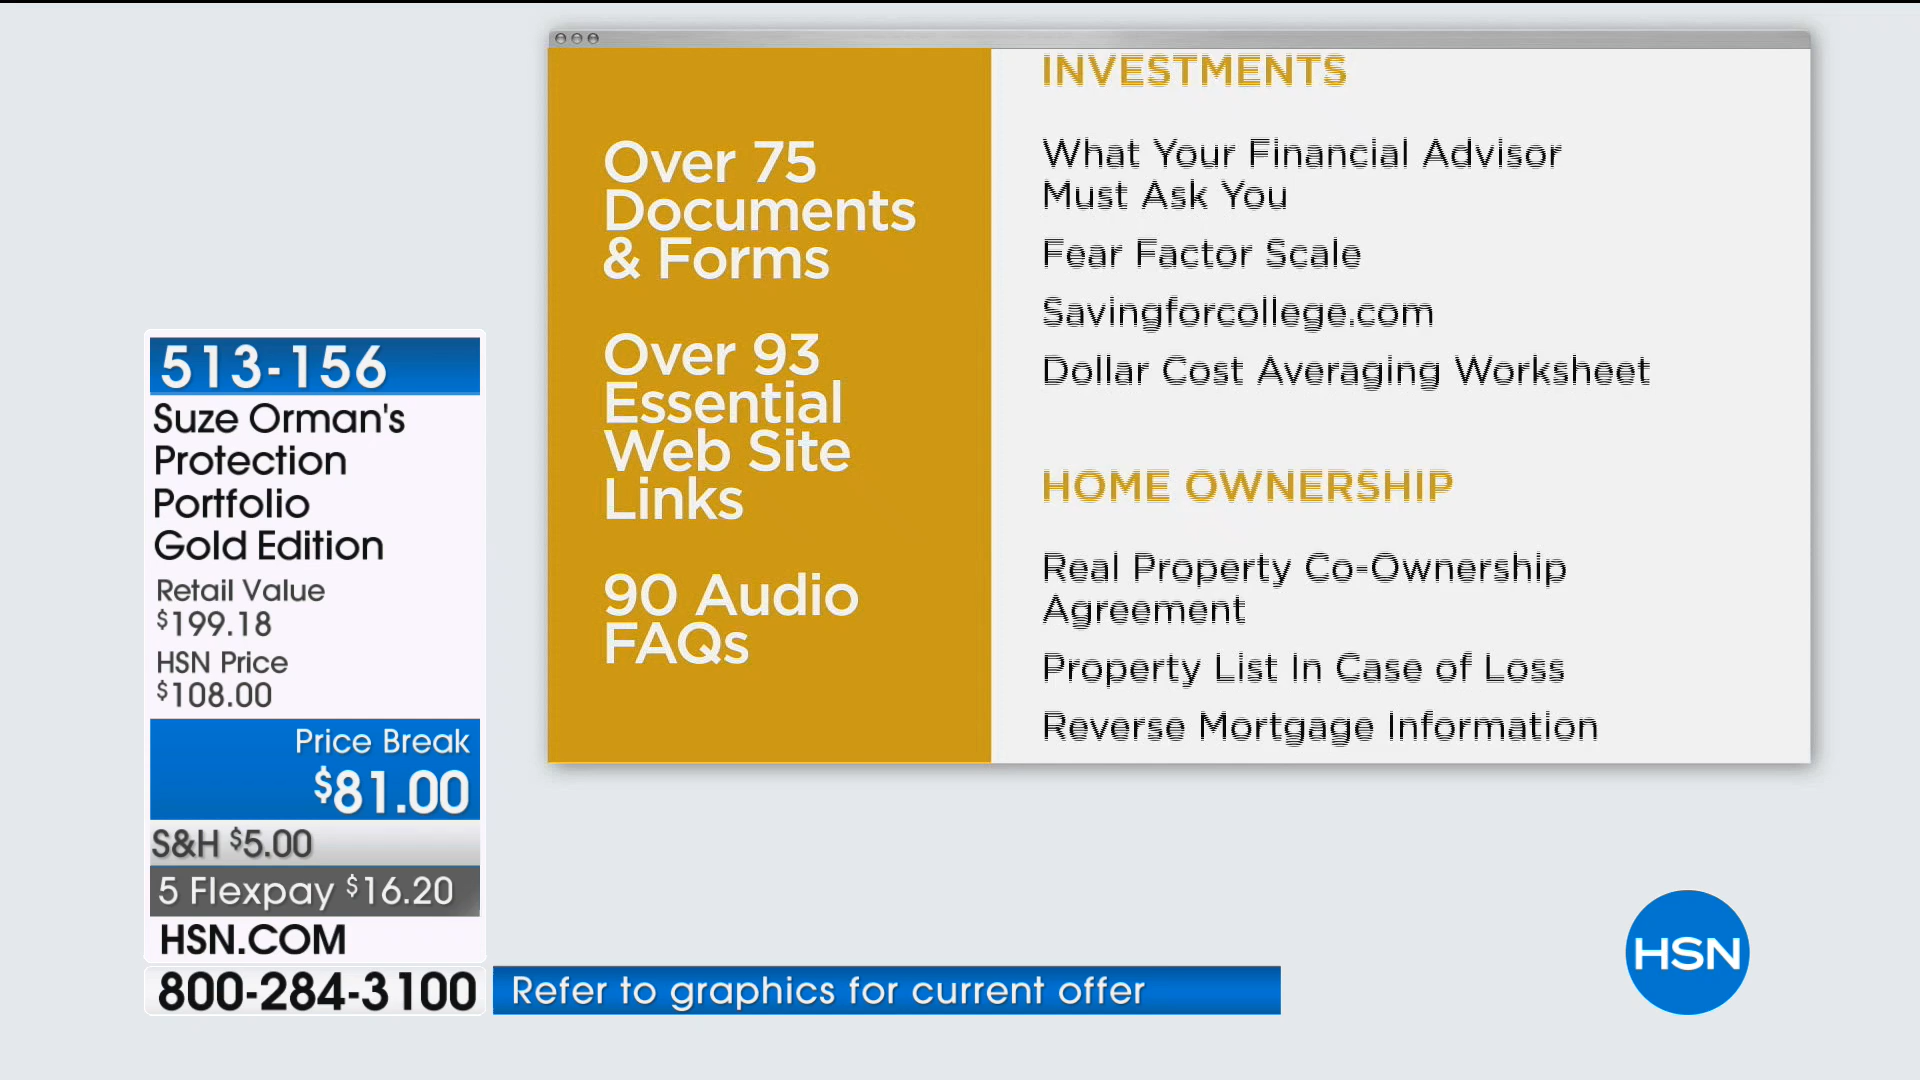 513-156
Suze Orman's
Protection
Portfolio
Gold Edition
Retail Value
$199.18
HSN Price
$108.00
Price Break
$81.00
S&H $5.00
5 Flexpay $16.20
HSN.COM
800-284-3100
Over 75
Documents
& Forms
Over 93
Essential
Web Site
Links
90 Audio
FAQs
INVESTMENTS
What Your Financial Advisor
Must Ask You
Fear Factor Scale
Savingforcollege.com
Dollar Cost Averaging Worksheet
HOME OWNERSHIP
Real Property Co-Ownership
Agreement
Property List In Case of Loss
Reverse Mortgage Information
Refer to graphics for current offer
HSN